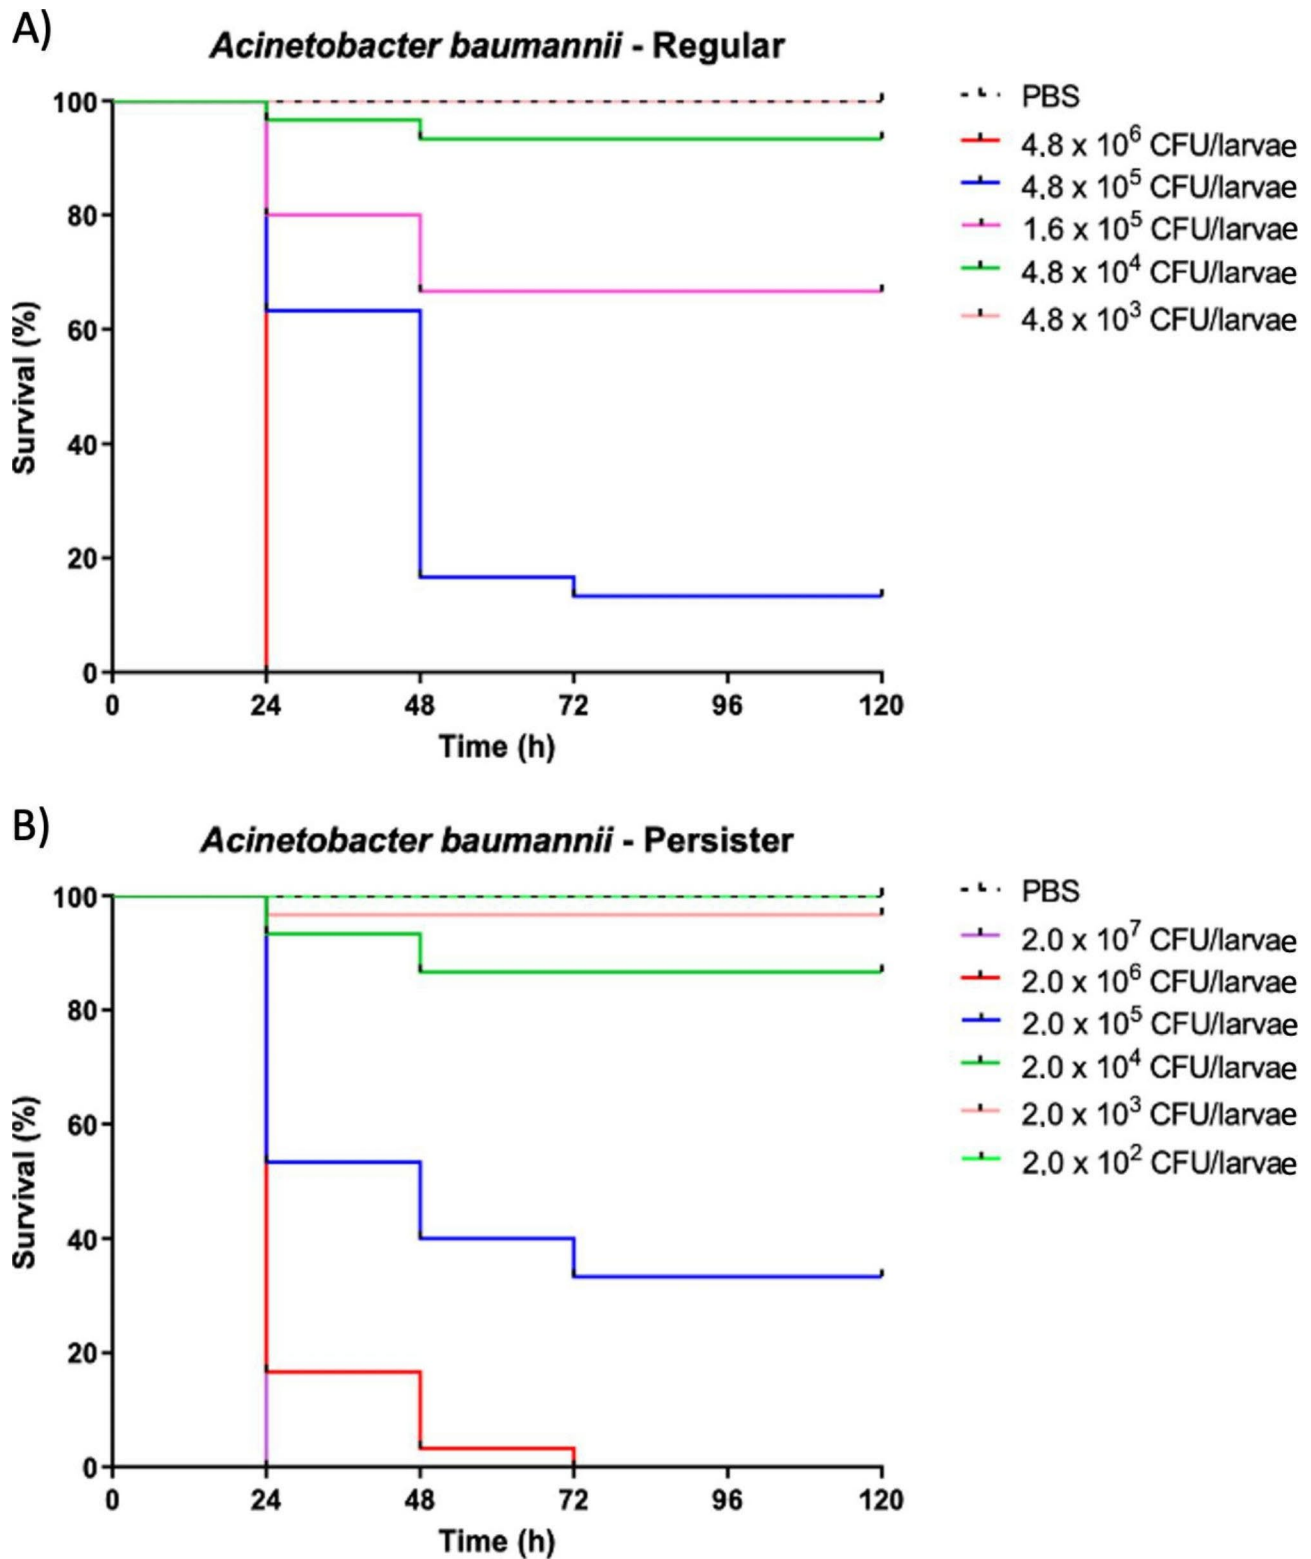 A)
Acinetobacter baumannii - Regular
100
80
60
40
20
0
Survival (%)
0 24 48 72 96 120
Time (h)
PBS
4.8 x 10⁶ CFU/larvae
4.8 x 10⁵ CFU/larvae
1.6 x 10⁵ CFU/larvae
4.8 x 10⁴ CFU/larvae
4.8 x 10³ CFU/larvae
B)
Acinetobacter baumannii - Persister
100
80
60
40
20
0
Survival (%)
0 24 48 72 96 120
Time (h)
PBS
2.0 x 10⁷ CFU/larvae
2.0 x 10⁶ CFU/larvae
2.0 x 10⁵ CFU/larvae
2.0 x 10⁴ CFU/larvae
2.0 x 10³ CFU/larvae
2.0 x 10² CFU/larvae